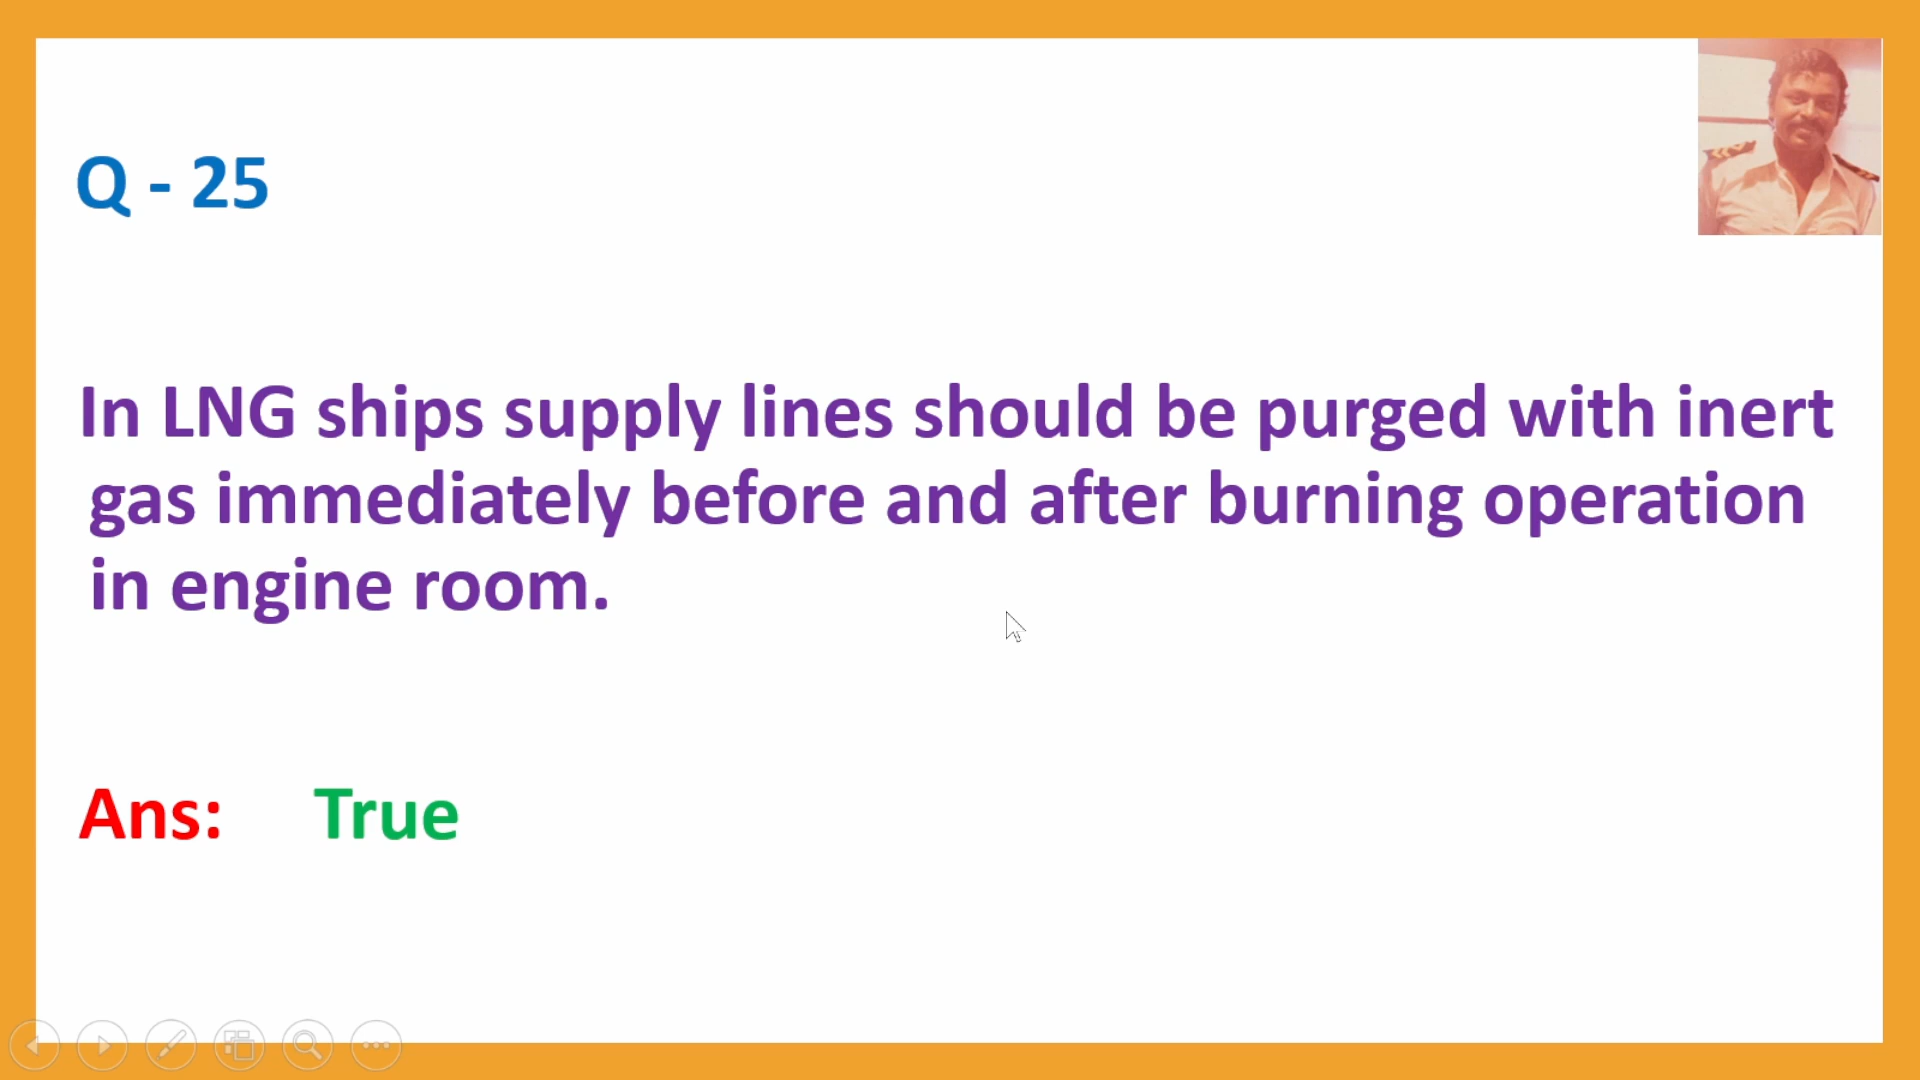 Q - 25
In LNG ships supply lines should be purged with inert
gas immediately before and after burning operation
in engine room.
Ans: True